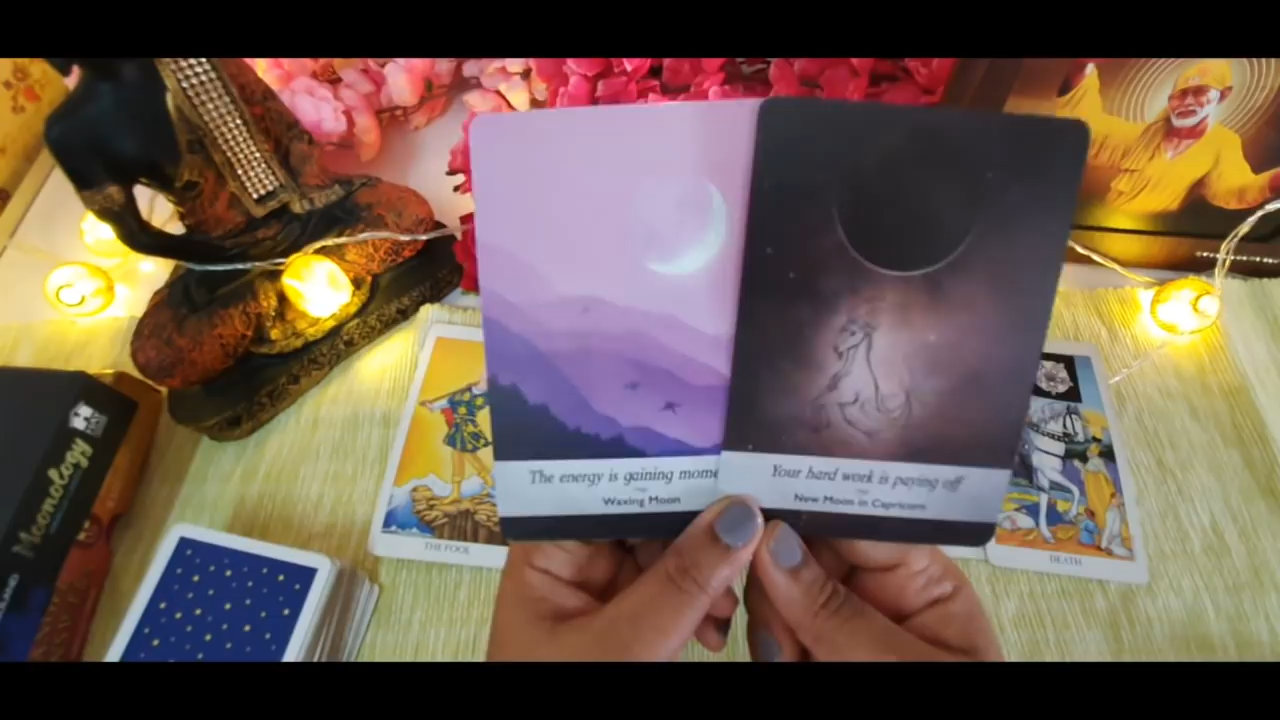 The energy is gaining mome
Waxing Moon
Your hard work is paying off
New Moon in Capricorn
Moonology
THE FOOL
DEATH